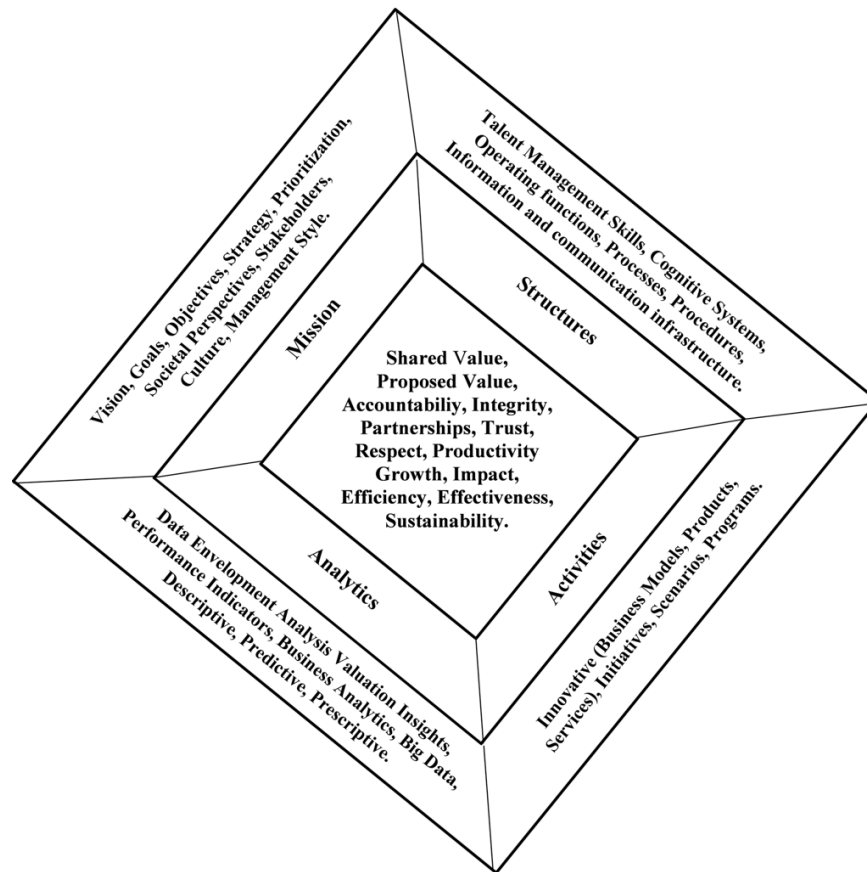 Vision, Goals, Objectives, Strategy, Prioritization,
Societal Perspectives, Stakeholders,
Culture, Management Style.
Mission
Talent Management Skills, Cognitive Systems,
Operating functions, Processes, Procedures,
Information and communication infrastructure.
Structures
Shared Value,
Proposed Value,
Accountabiliy, Integrity,
Partnerships, Trust,
Respect, Productivity
Growth, Impact,
Efficiency, Effectiveness,
Sustainability.
Analytics
Data Envelopment Analysis Valuation Insights,
Performance Indicators, Business Analytics, Big Data,
Descriptive, Predictive, Prescriptive.
Activities
Innovative (Business Models, Products,
Services), Initiatives, Scenarios, Programs.